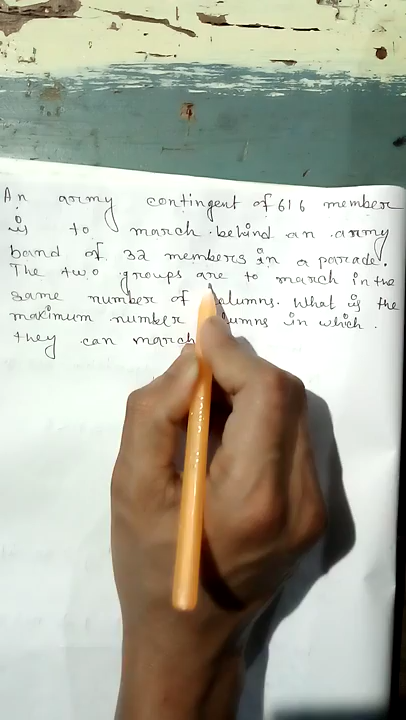 An army contingent of 616 member
is to march behind an army
band of 32 members in a parade.
The two groups are to march in the
same number of columns. What is the
maximum number columns in which
they can march